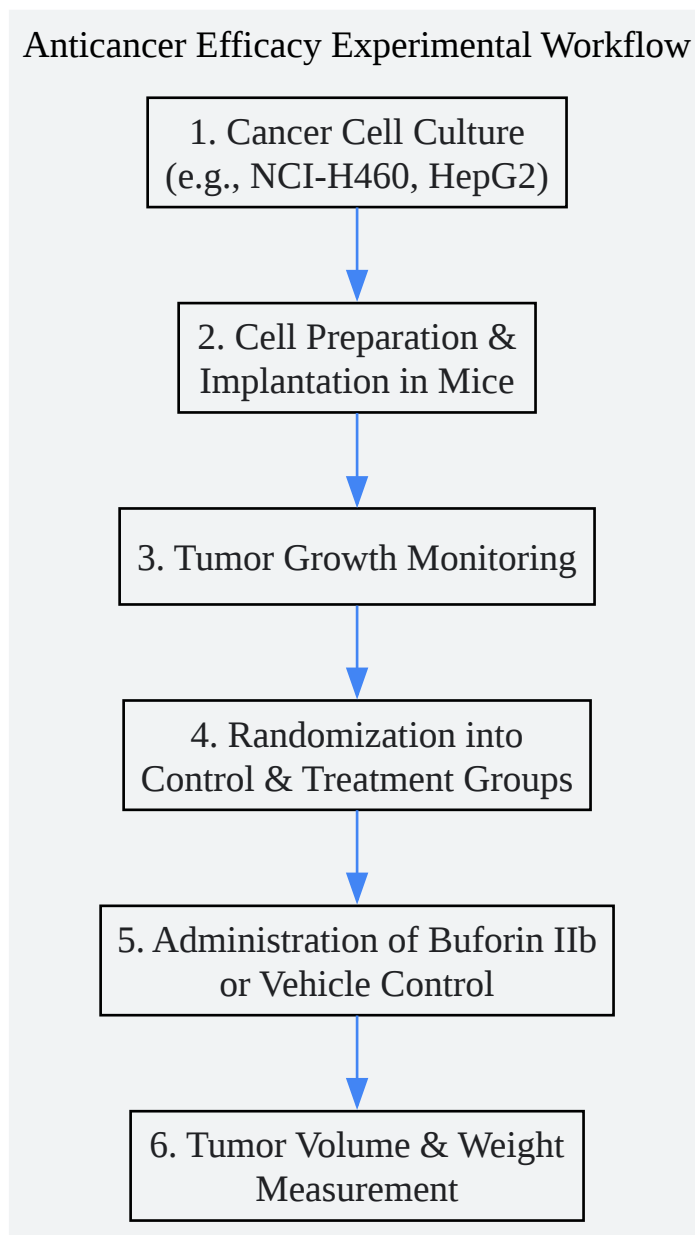 Anticancer Efficacy Experimental Workflow
1. Cancer Cell Culture
(e.g., NCI-H460, HepG2)
2. Cell Preparation &
Implantation in Mice
3. Tumor Growth Monitoring
4. Randomization into
Control & Treatment Groups
5. Administration of Buforin IIb
or Vehicle Control
6. Tumor Volume & Weight
Measurement